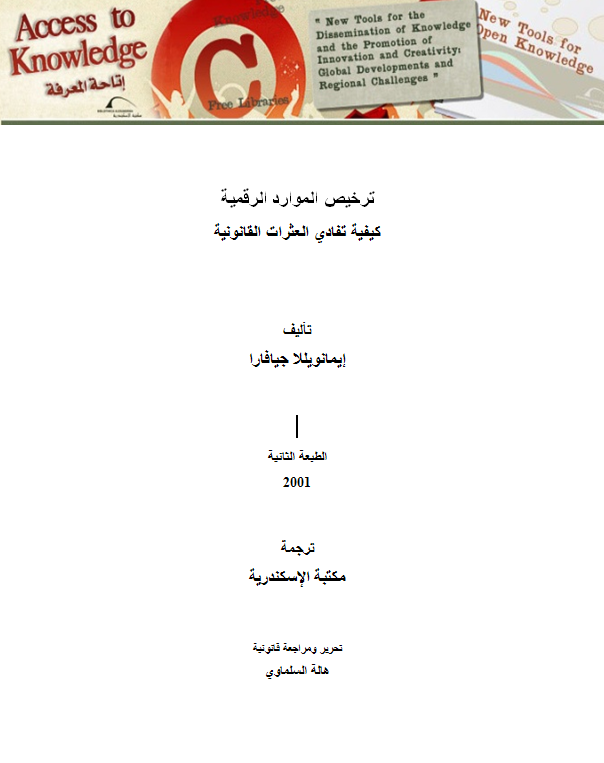 Access to
Knowledge
إتاحة المعرفة
Knowledge
Free Libraries
" New Tools for the
Dissemination of Knowledge
and the Promotion of
Innovation and Creativity:
Global Developments and
Regional Challenges "
New Tools for
Open Knowledge
ترخيص الموارد الرقمية
كيفية تفادي العثرات القانونية
تأليف
إيمانويللا جيافارا
الطبعة الثانية
2001
ترجمة
مكتبة الإسكندرية
تحرير ومراجعة قانونية
هالة السلماوي